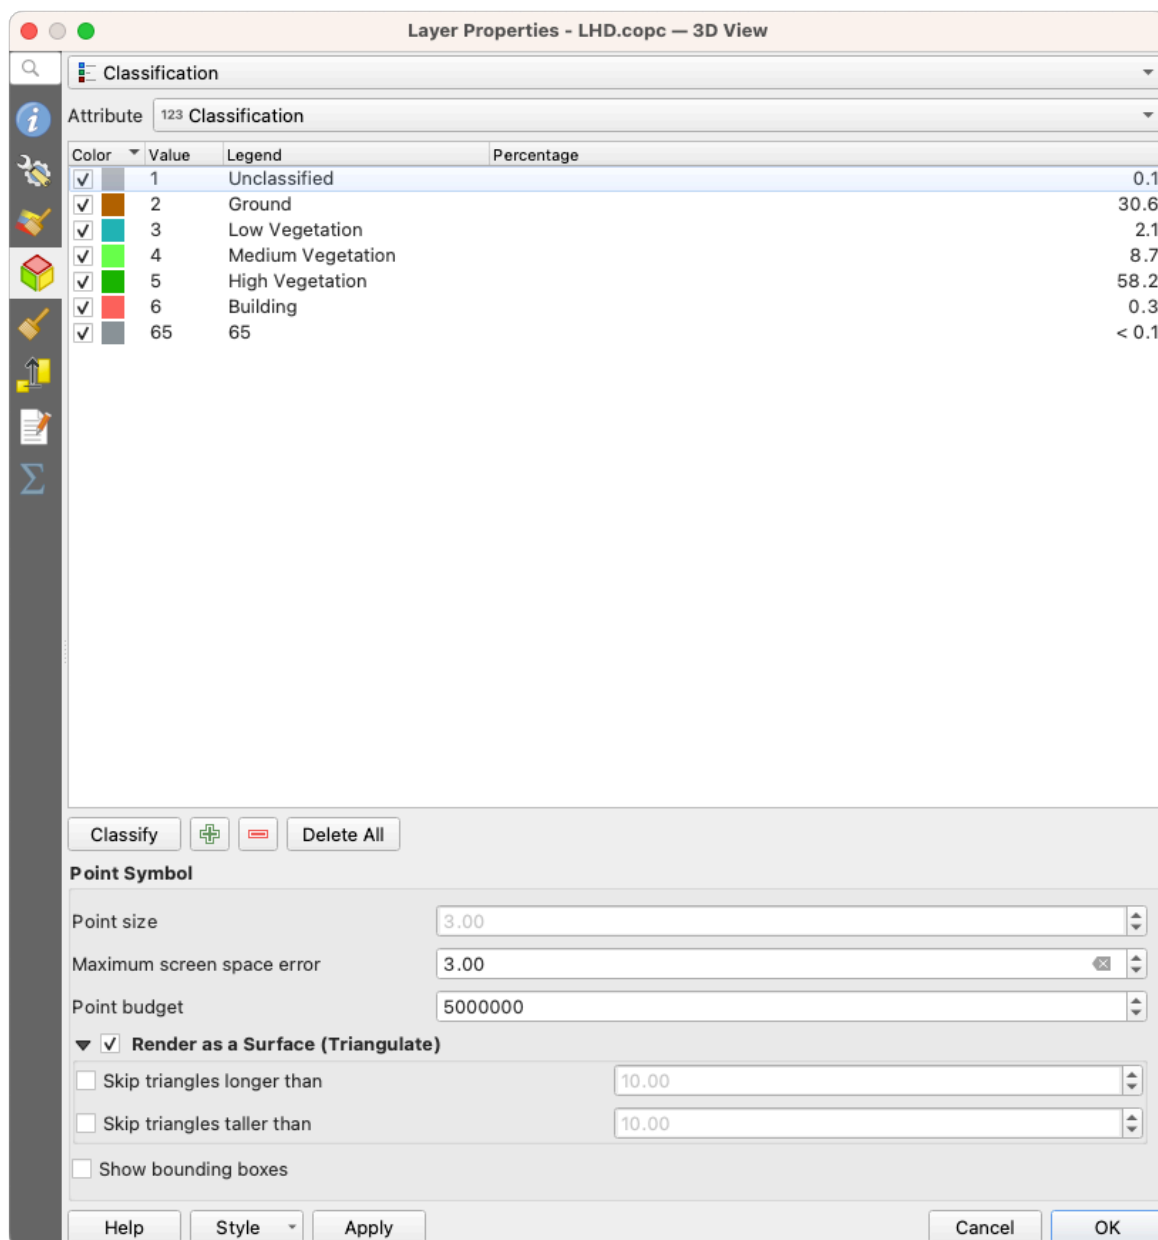 Layer Properties - LHD.copc — 3D View
Classification
Attribute 123 Classification
Color Value Legend Percentage
1 Unclassified 0.1
2 Ground 30.6
3 Low Vegetation 2.1
4 Medium Vegetation 8.7
5 High Vegetation 58.2
6 Building 0.3
65 65 < 0.1
Classify Delete All
Point Symbol
Point size 3.00
Maximum screen space error 3.00
Point budget 5000000
Render as a Surface (Triangulate)
Skip triangles longer than 10.00
Skip triangles taller than 10.00
Show bounding boxes
Help Style Apply Cancel OK